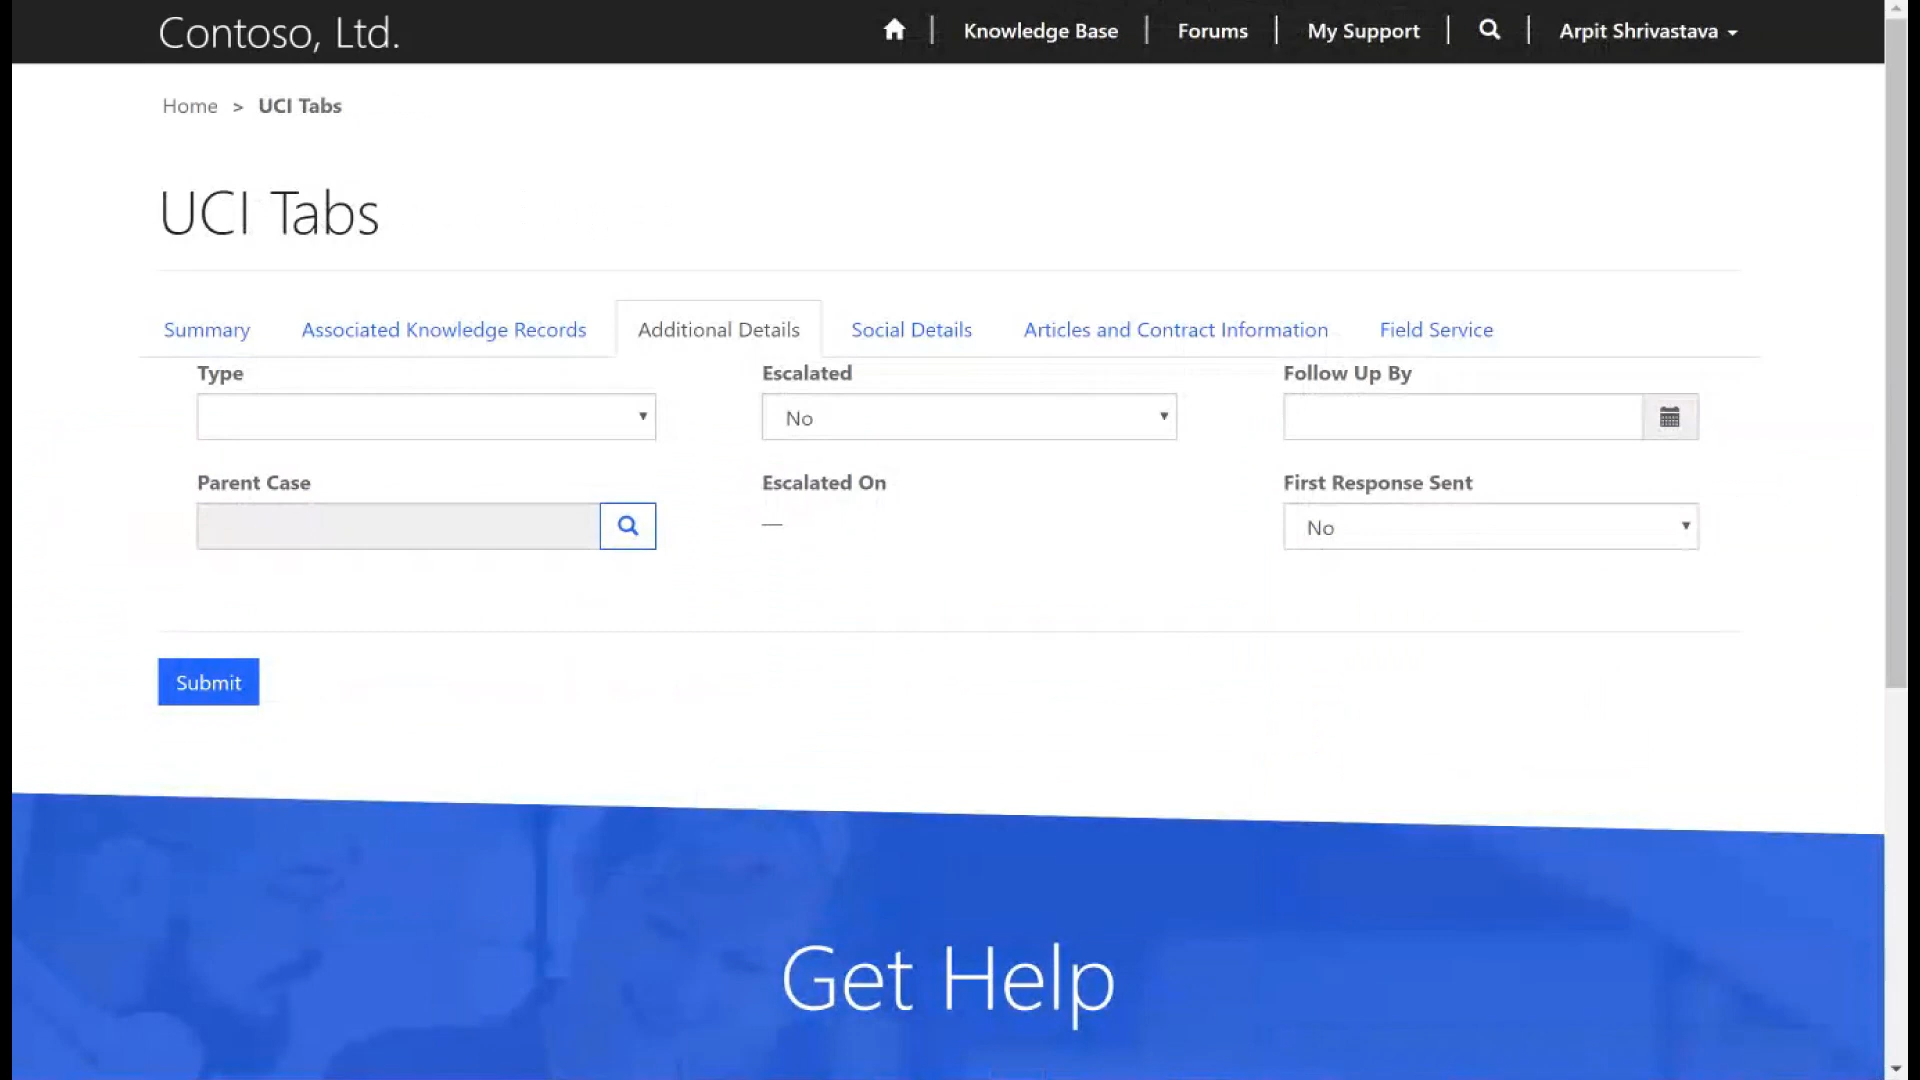 Contoso, Ltd.
Knowledge Base
Forums
My Support
Arpit Shrivastava
Home > UCI Tabs
UCI Tabs
Summary
Associated Knowledge Records
Additional Details
Social Details
Articles and Contract Information
Field Service
Type
Escalated
Follow Up By
No
Parent Case
Escalated On
First Response Sent
—
No
Submit
Get Help